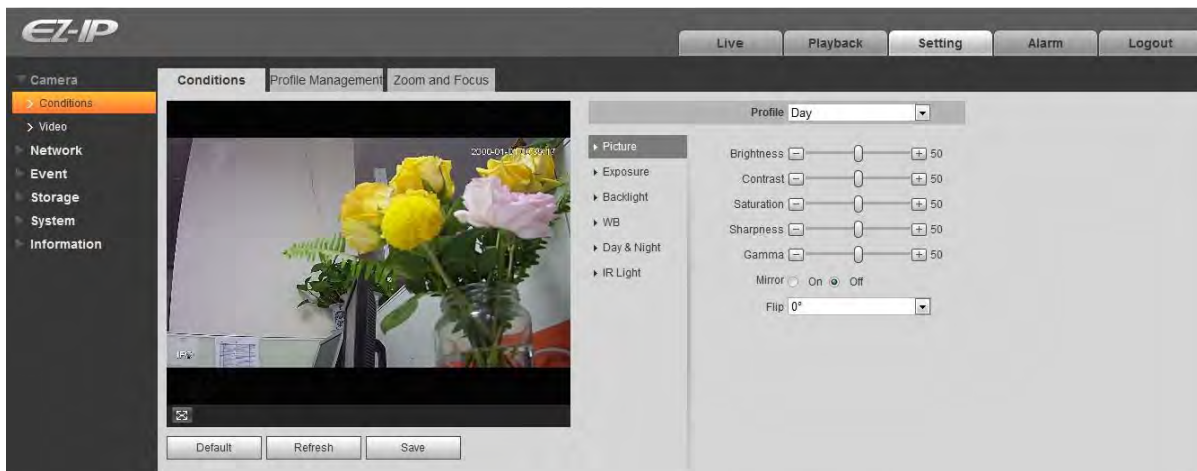 EZ-IP
Live
Playback
Setting
Alarm
Logout
Camera
Conditions
Video
Network
Event
Storage
System
Information
Conditions
Profile Management
Zoom and Focus
Default
Refresh
Save
Profile Day
Picture
Exposure
Backlight
WB
Day & Night
IR Light
Brightness 50
Contrast 50
Saturation 50
Sharpness 50
Gamma 50
Mirror On Off
Flip 0°